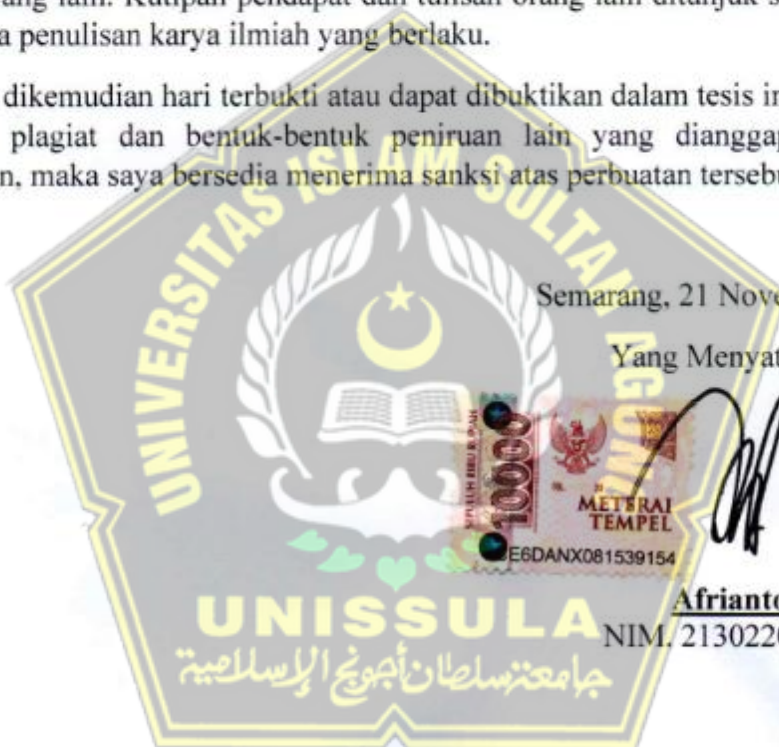 ang lain. Kutipan pendapat dan tulisan orang lain ditunjuk s
a penulisan karya ilmiah yang berlaku.
dikemudian hari terbukti atau dapat dibuktikan dalam tesis in
plagiat dan bentuk-bentuk peniruan lain yang dianggap
n, maka saya bersedia menerima sanksi atas perbuatan tersebu
UNIVERSITAS ISLAM SULTAN AGUNG
Semarang, 21 Nove
Yang Menyat
SEPULUH RIBU RUPIAH
10000
METERAI
TEMPEL
E6DANX081539154
Afrianto
NIM. 2130220
UNISSULA
جامعة سلطان أجونج الإسلامية